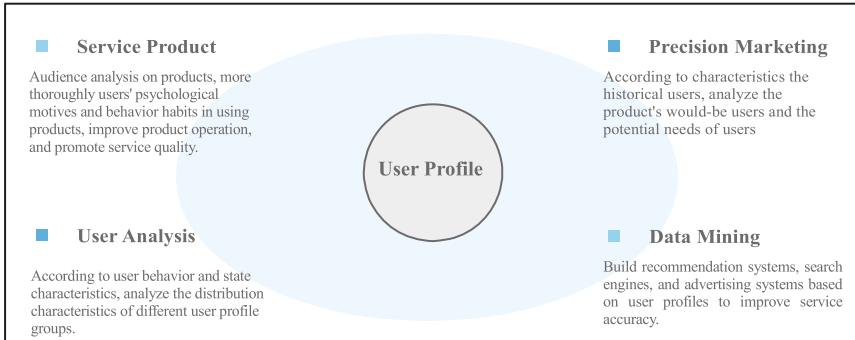 Service Product
Audience analysis on products, more
thoroughly users' psychological
motives and behavior habits in using
products, improve product operation,
and promote service quality.
Precision Marketing
According to characteristics the
historical users, analyze the
product's would-be users and the
potential needs of users
User Profile
User Analysis
According to user behavior and state
characteristics, analyze the distribution
characteristics of different user profile
groups.
Data Mining
Build recommendation systems, search
engines, and advertising systems based
on user profiles to improve service
accuracy.